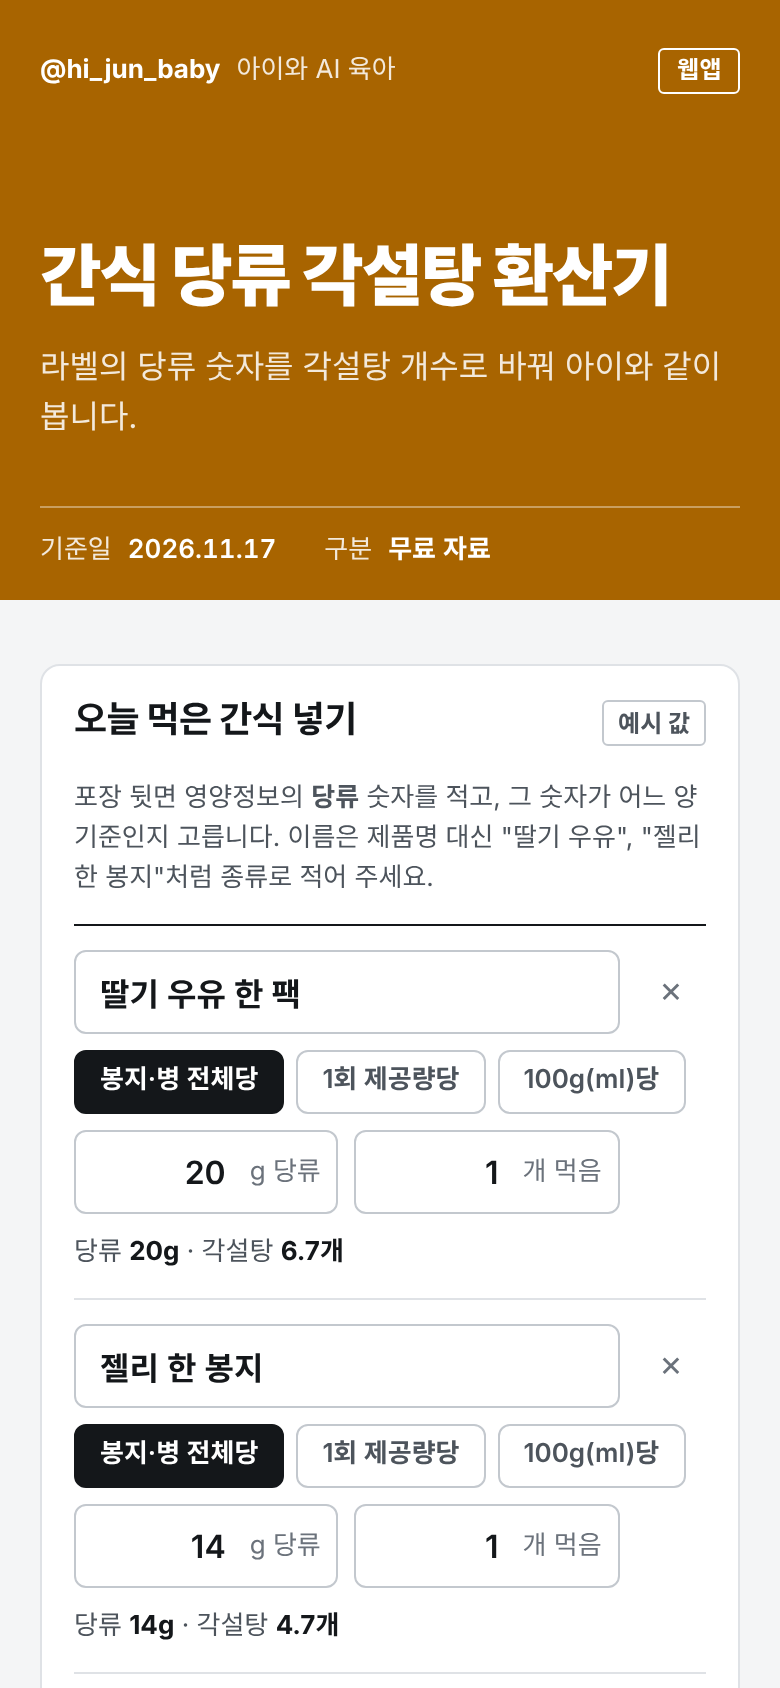 @hi_jun_baby 아이와 AI 육아 웹앱
간식 당류 각설탕 환산기
라벨의 당류 숫자를 각설탕 개수로 바꿔 아이와 같이
봅니다.
기준일 2026.11.17 구분 무료 자료
오늘 먹은 간식 넣기 예시 값
포장 뒷면 영양정보의 당류 숫자를 적고, 그 숫자가 어느 양
기준인지 고릅니다. 이름은 제품명 대신 "딸기 우유", "젤리
한 봉지"처럼 종류로 적어 주세요.
딸기 우유 한 팩 ✕
봉지·병 전체당 1회 제공량당 100g(ml)당
20 g 당류 1 개 먹음
당류 20g · 각설탕 6.7개
젤리 한 봉지 ✕
봉지·병 전체당 1회 제공량당 100g(ml)당
14 g 당류 1 개 먹음
당류 14g · 각설탕 4.7개